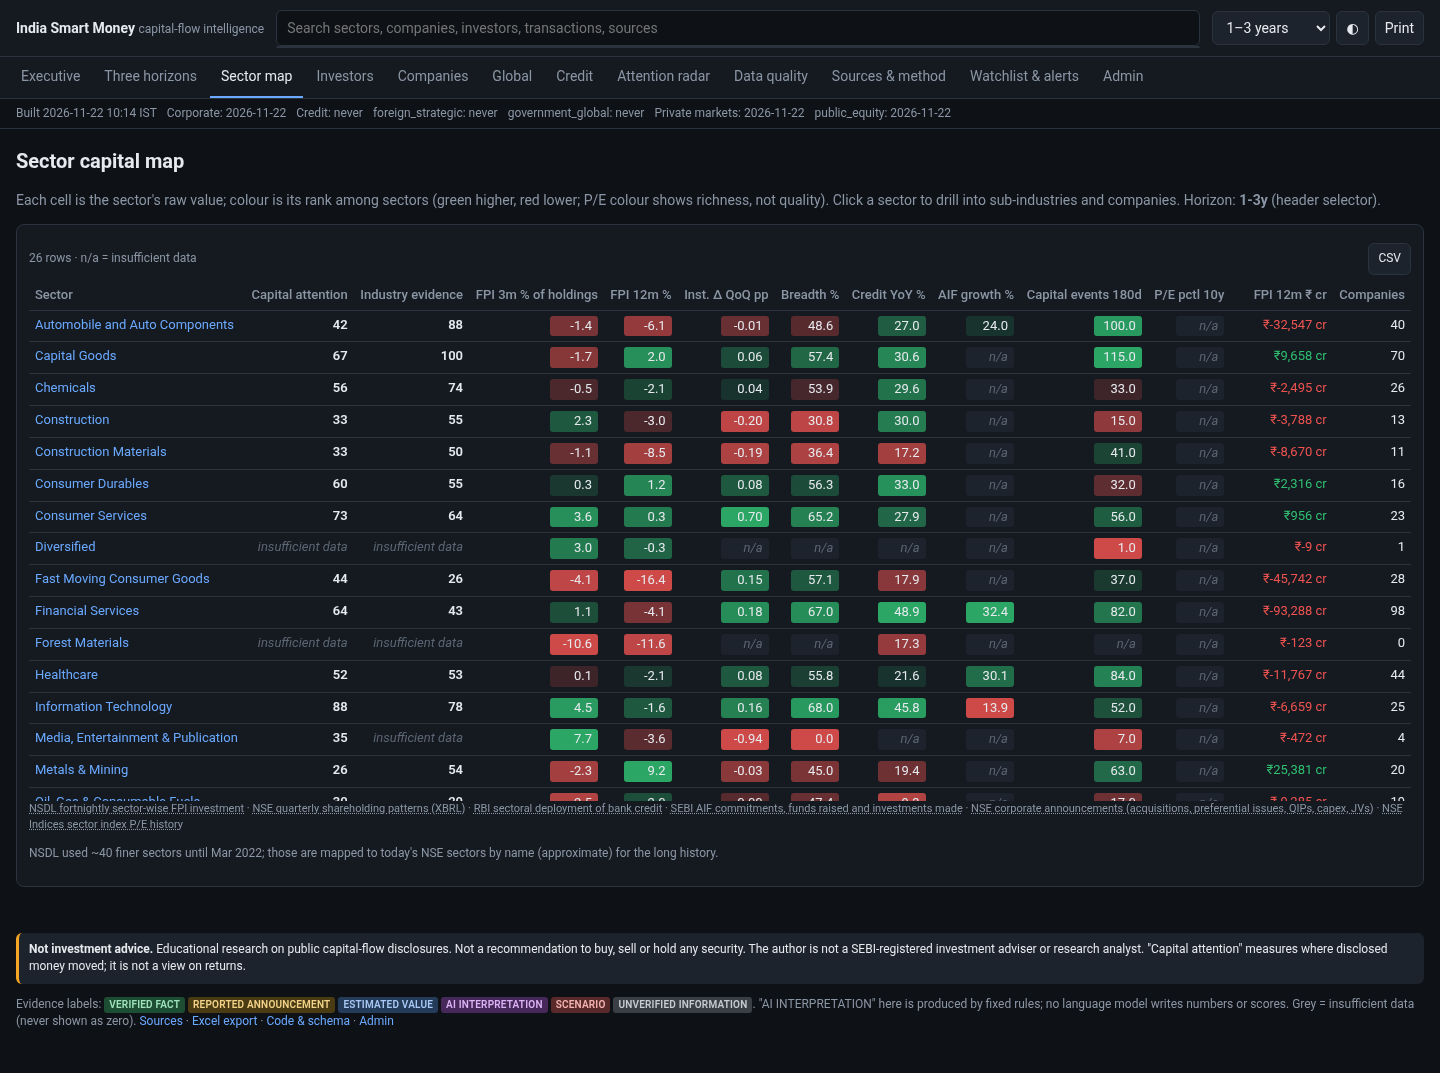 India Smart Money capital-flow intelligence
Search sectors, companies, investors, transactions, sources
1–3 years
Print
Executive Three horizons Sector map Investors Companies Global Credit Attention radar Data quality Sources & method Watchlist & alerts Admin
Built 2026-11-22 10:14 IST Corporate: 2026-11-22 Credit: never foreign_strategic: never government_global: never Private markets: 2026-11-22 public_equity: 2026-11-22
Sector capital map
Each cell is the sector's raw value; colour is its rank among sectors (green higher, red lower; P/E colour shows richness, not quality). Click a sector to drill into sub-industries and companies. Horizon: 1-3y (header selector).
26 rows · n/a = insufficient data
CSV
Sector Capital attention Industry evidence FPI 3m % of holdings FPI 12m % Inst. Δ QoQ pp Breadth % Credit YoY % AIF growth % Capital events 180d P/E pctl 10y FPI 12m ₹ cr Companies
Automobile and Auto Components 42 88 -1.4 -6.1 -0.01 48.6 27.0 24.0 100.0 n/a ₹-32,547 cr 40
Capital Goods 67 100 -1.7 2.0 0.06 57.4 30.6 n/a 115.0 n/a ₹9,658 cr 70
Chemicals 56 74 -0.5 -2.1 0.04 53.9 29.6 n/a 33.0 n/a ₹-2,495 cr 26
Construction 33 55 2.3 -3.0 -0.20 30.8 30.0 n/a 15.0 n/a ₹-3,788 cr 13
Construction Materials 33 50 -1.1 -8.5 -0.19 36.4 17.2 n/a 41.0 n/a ₹-8,670 cr 11
Consumer Durables 60 55 0.3 1.2 0.08 56.3 33.0 n/a 32.0 n/a ₹2,316 cr 16
Consumer Services 73 64 3.6 0.3 0.70 65.2 27.9 n/a 56.0 n/a ₹956 cr 23
Diversified insufficient data insufficient data 3.0 -0.3 n/a n/a n/a n/a 1.0 n/a ₹-9 cr 1
Fast Moving Consumer Goods 44 26 -4.1 -16.4 0.15 57.1 17.9 n/a 37.0 n/a ₹-45,742 cr 28
Financial Services 64 43 1.1 -4.1 0.18 67.0 48.9 32.4 82.0 n/a ₹-93,288 cr 98
Forest Materials insufficient data insufficient data -10.6 -11.6 n/a n/a 17.3 n/a n/a n/a ₹-123 cr 0
Healthcare 52 53 0.1 -2.1 0.08 55.8 21.6 30.1 84.0 n/a ₹-11,767 cr 44
Information Technology 88 78 4.5 -1.6 0.16 68.0 45.8 13.9 52.0 n/a ₹-6,659 cr 25
Media, Entertainment & Publication 35 insufficient data 7.7 -3.6 -0.94 0.0 n/a n/a 7.0 n/a ₹-472 cr 4
Metals & Mining 26 54 -2.3 9.2 -0.03 45.0 19.4 n/a 63.0 n/a ₹25,381 cr 20
Oil, Gas & Consumable Fuels
NSDL fortnightly sector-wise FPI investment · NSE quarterly shareholding patterns (XBRL) · RBI sectoral deployment of bank credit · SEBI AIF commitments, funds raised and investments made · NSE corporate announcements (acquisitions, preferential issues, QIPs, capex, JVs) · NSE
Indices sector index P/E history
NSDL used ~40 finer sectors until Mar 2022; those are mapped to today's NSE sectors by name (approximate) for the long history.
Not investment advice. Educational research on public capital-flow disclosures. Not a recommendation to buy, sell or hold any security. The author is not a SEBI-registered investment adviser or research analyst. "Capital attention" measures where disclosed
money moved; it is not a view on returns.
Evidence labels: VERIFIED FACT REPORTED ANNOUNCEMENT ESTIMATED VALUE AI INTERPRETATION SCENARIO UNVERIFIED INFORMATION. "AI INTERPRETATION" here is produced by fixed rules; no language model writes numbers or scores. Grey = insufficient data
(never shown as zero). Sources · Excel export · Code & schema · Admin